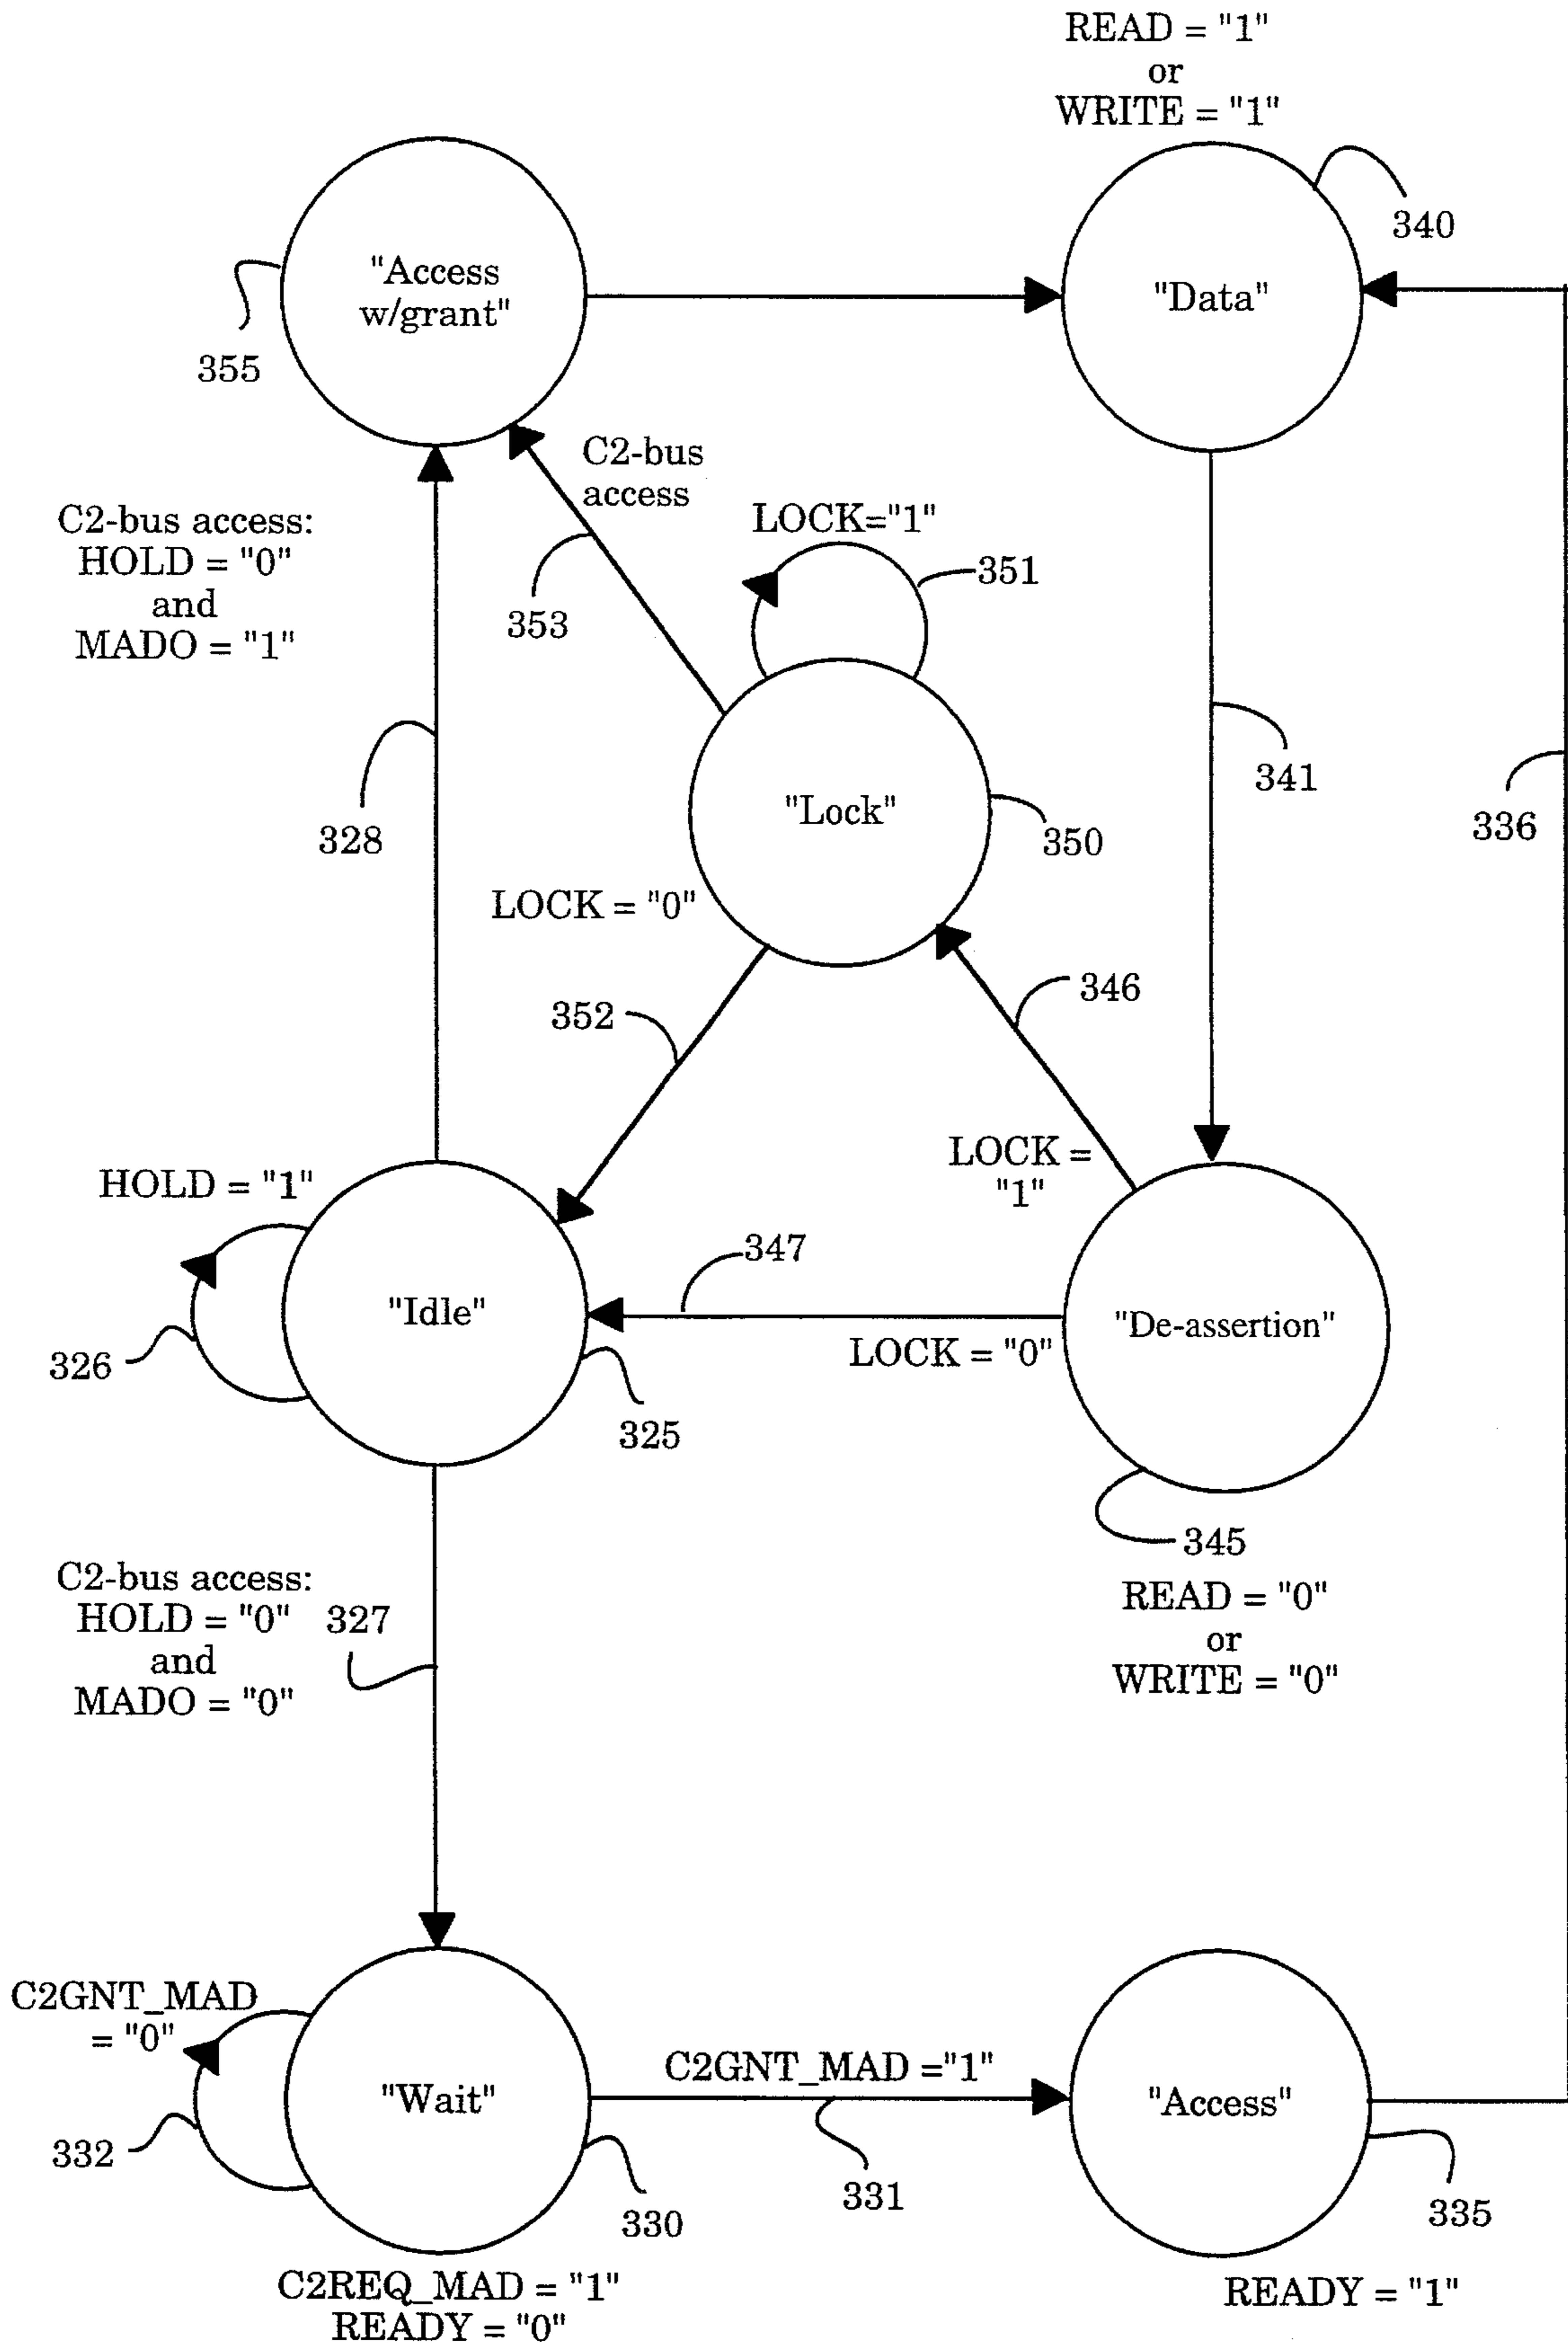 READ = "1"
or
WRITE = "1"
340
"Access
w/grant"
"Data"
355
C2-bus
access
C2-bus access:
HOLD = "0"
and
MADO = "1"
LOCK="1"
351
353
341
336
328
"Lock"
350
LOCK = "0"
346
352
LOCK =
"1"
HOLD = "1"
347
"Idle"
"De-assertion"
LOCK = "0"
326
325
345
C2-bus access:
HOLD = "0"
and
MADO = "0"
327
READ = "0"
or
WRITE = "0"
C2GNT_MAD
= "0"
C2GNT_MAD ="1"
"Wait"
"Access"
332
331
330
335
C2REQ_MAD = "1"
READY = "0"
READY = "1"